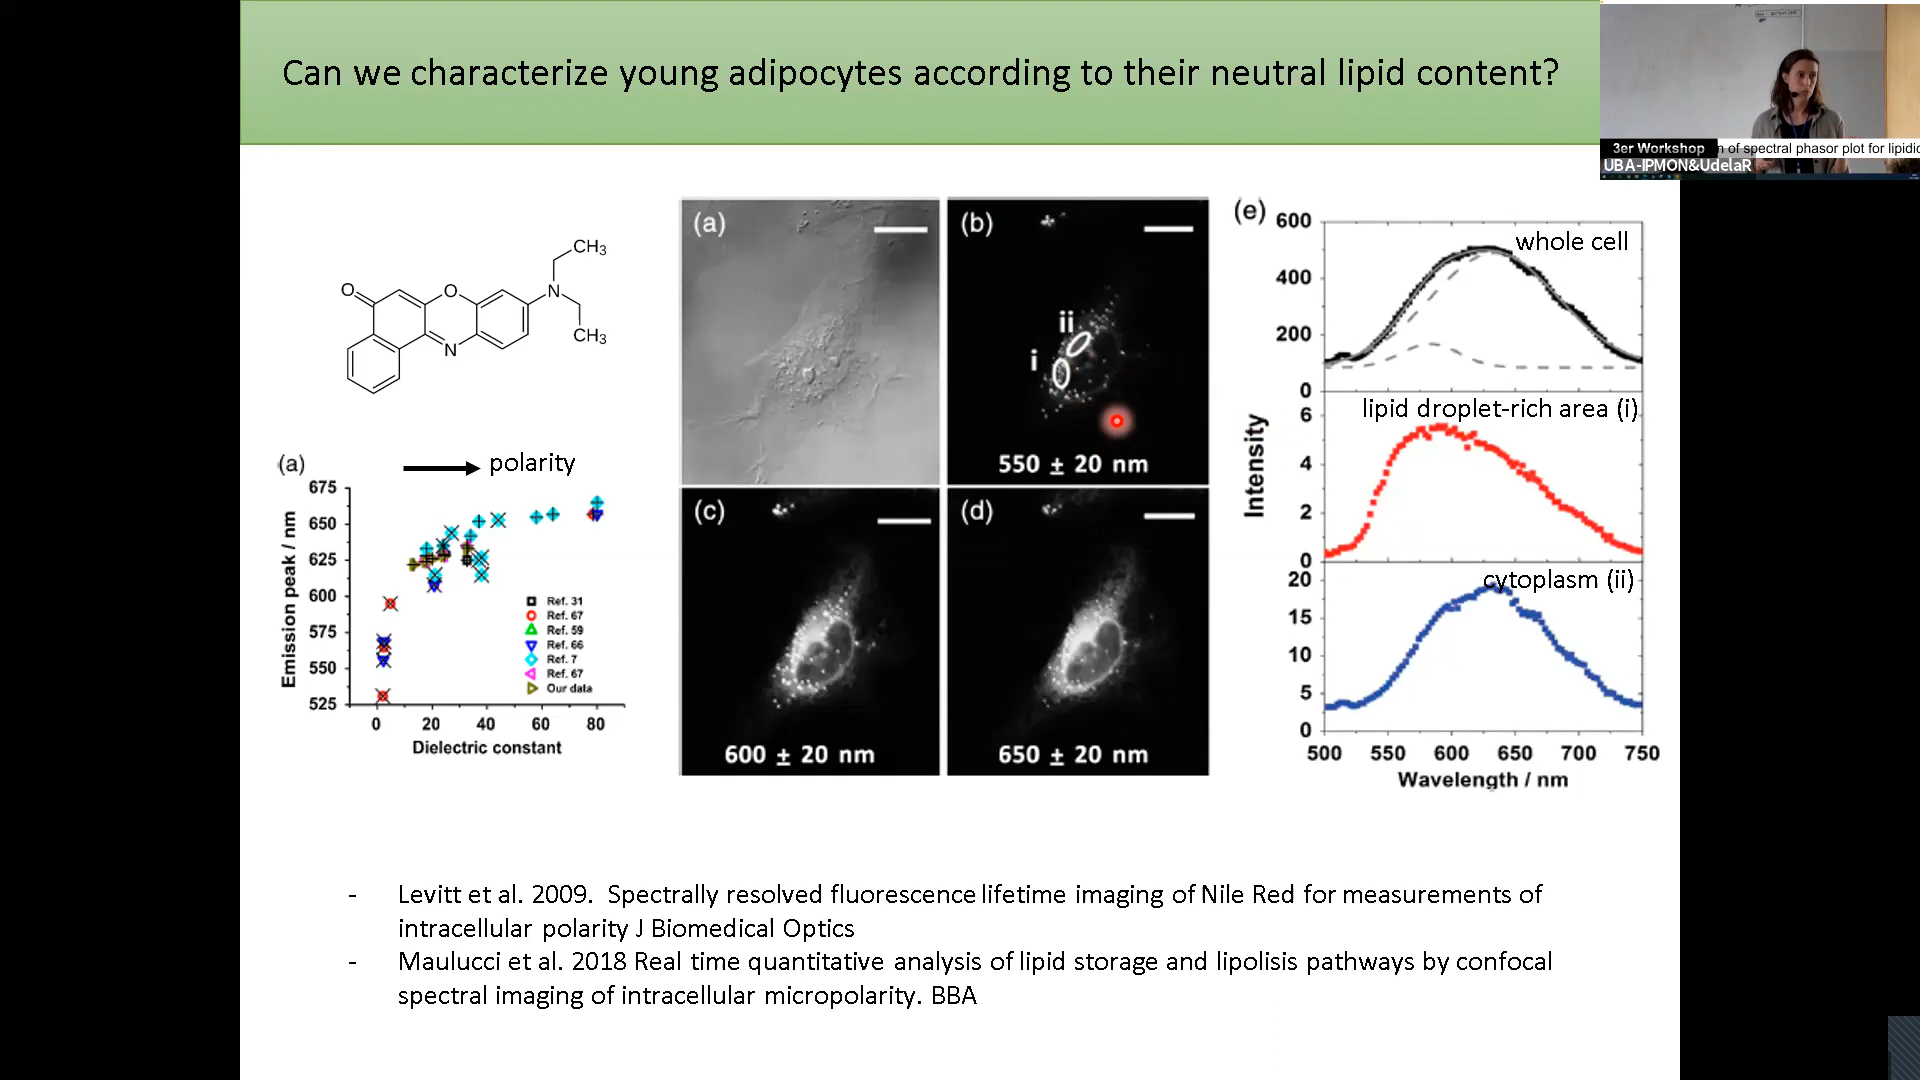 Can we characterize young adipocytes according to their neutral lipid content?
3er Workshop
n of spectral phasor plot for lipidic
UBA-IPMON&UdelaR
CH3
O
O
N
N
CH3
(a)
polarity
675
650
625
600
575
550
525
Emission peak / nm
0 20 40 60 80
Dielectric constant
Ref. 31
Ref. 67
Ref. 59
Ref. 66
Ref. 7
Ref. 67
Our data
(a)
(b)
ii
i
550 ± 20 nm
(c)
600 ± 20 nm
(d)
650 ± 20 nm
(e)
600
400
200
0
whole cell
6
4
2
0
lipid droplet-rich area (i)
20
15
10
5
0
cytoplasm (ii)
Intensity
500 550 600 650 700 750
Wavelength / nm
- Levitt et al. 2009. Spectrally resolved fluorescence lifetime imaging of Nile Red for measurements of
intracellular polarity J Biomedical Optics
- Maulucci et al. 2018 Real time quantitative analysis of lipid storage and lipolisis pathways by confocal
spectral imaging of intracellular micropolarity. BBA